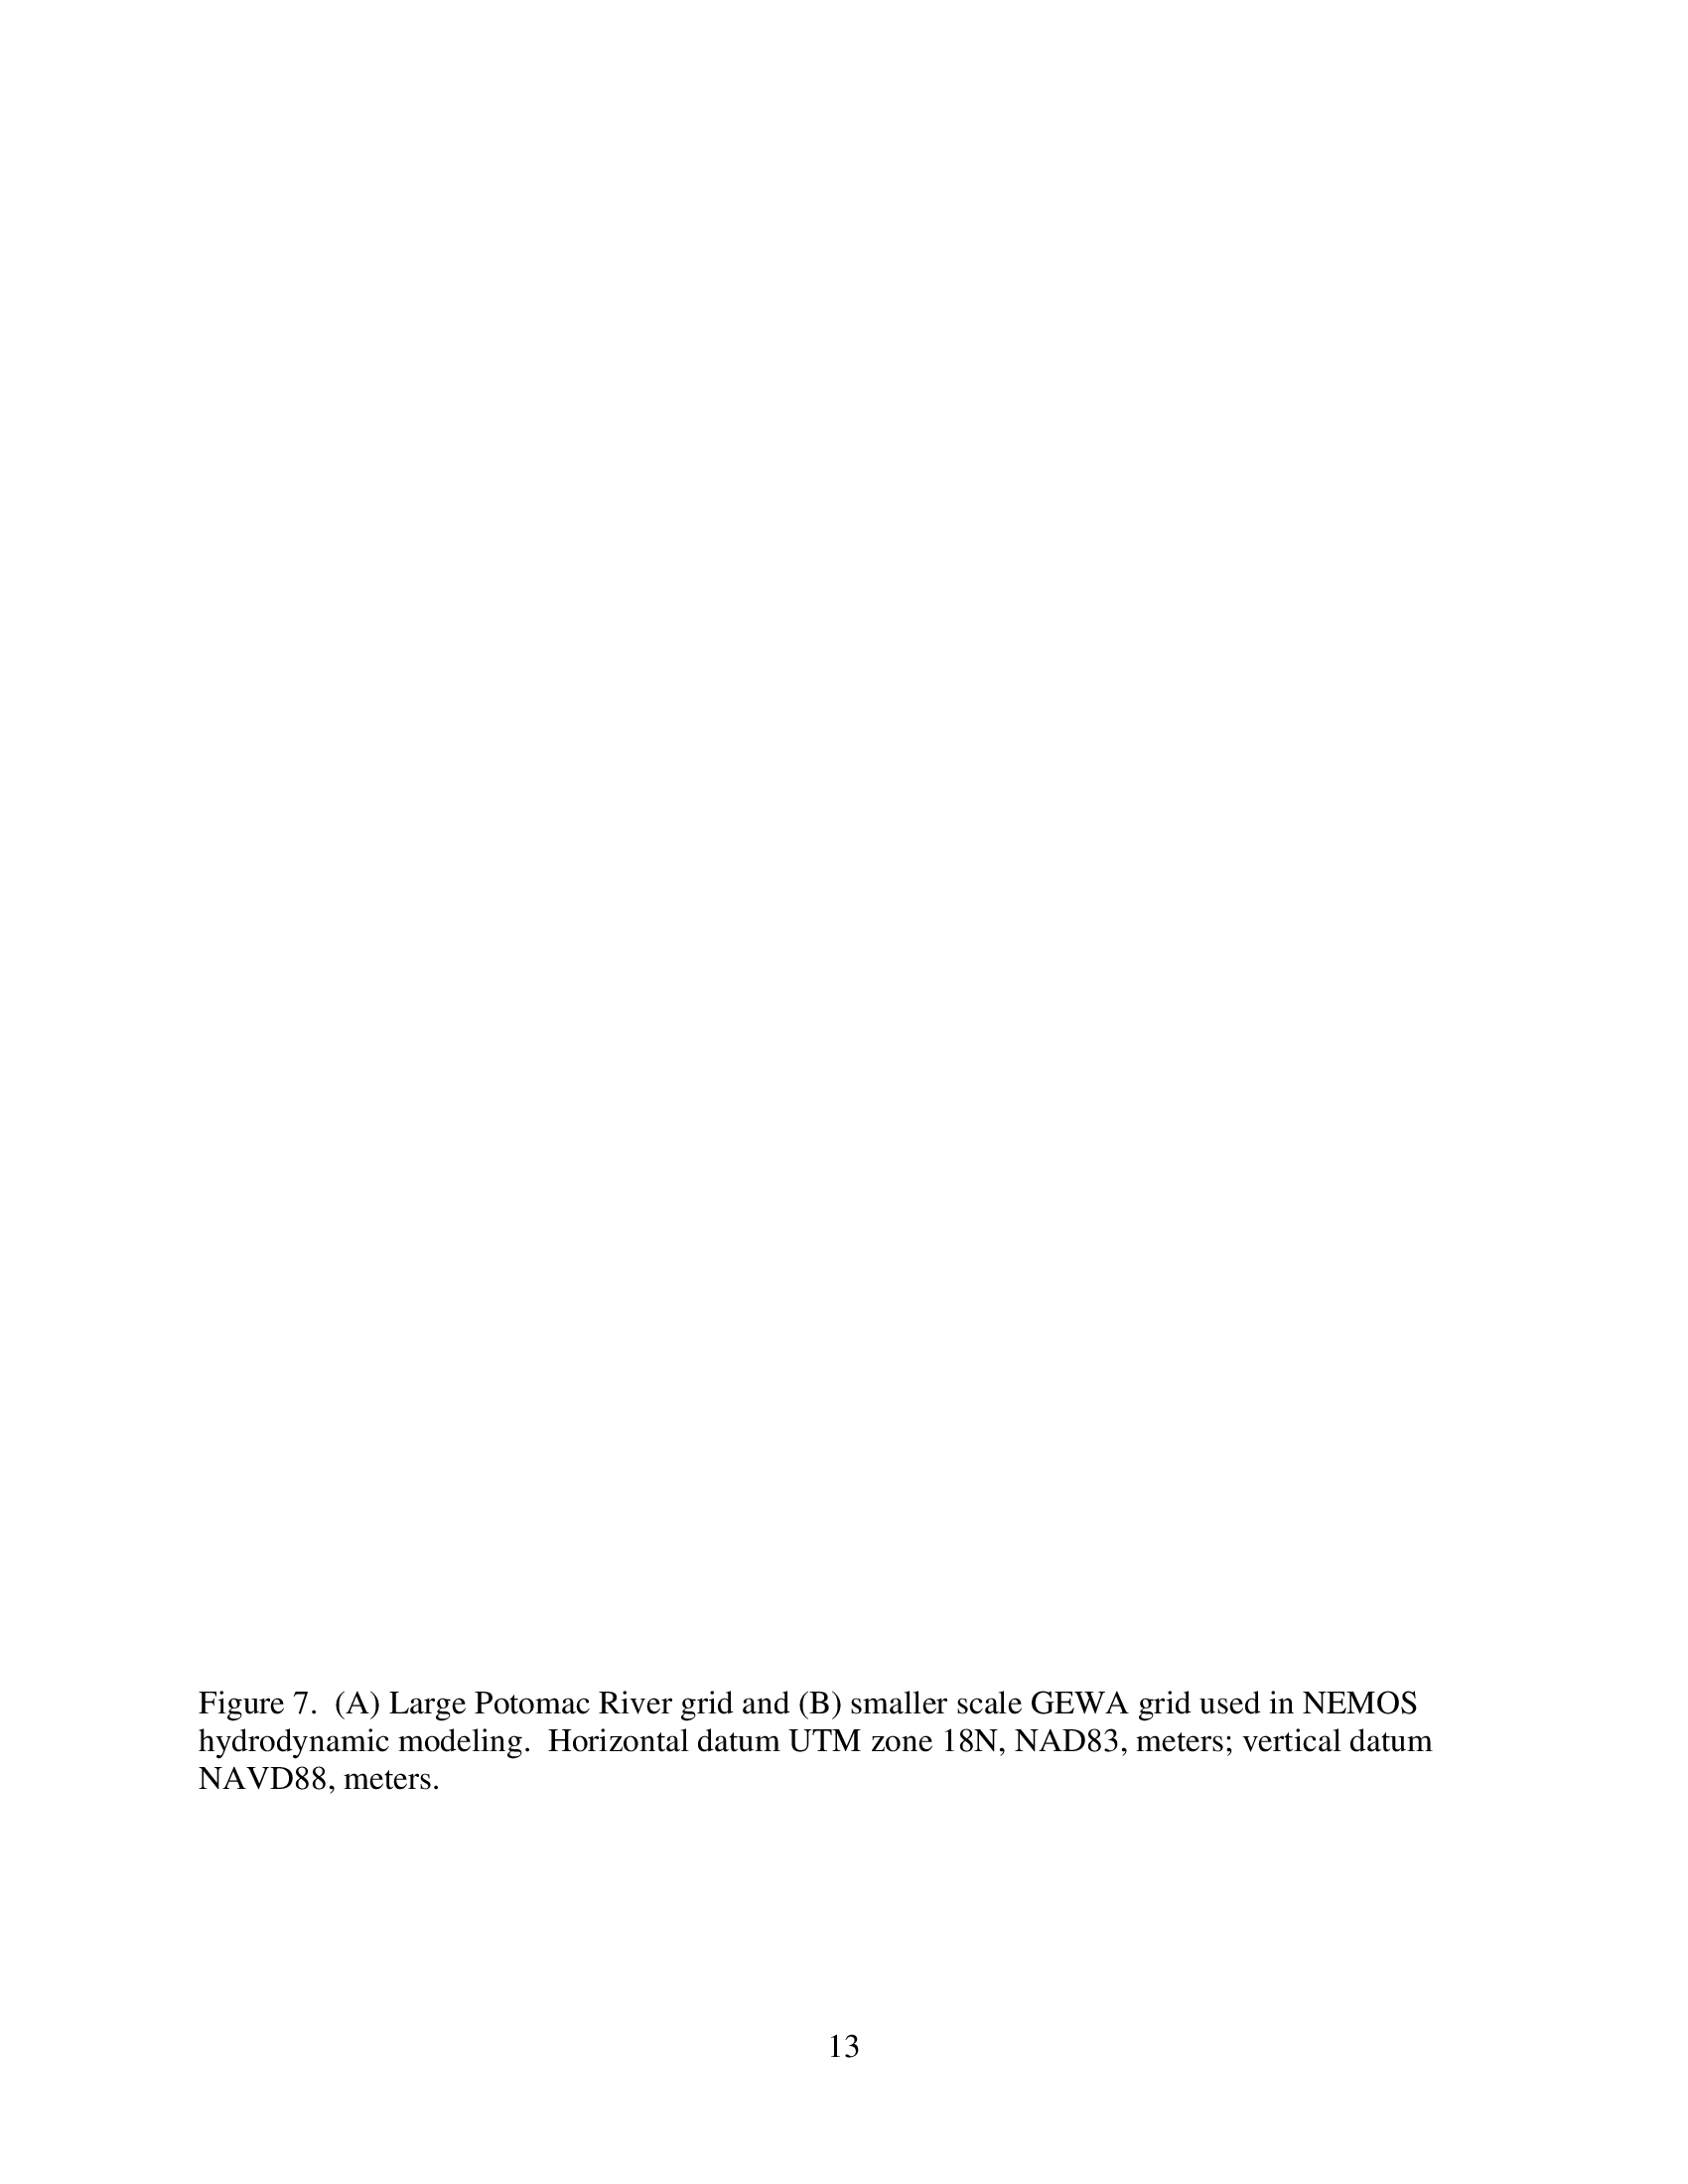 Figure 7.  (A) Large Potomac River grid and (B) smaller scale GEWA grid used in NEMOS
hydrodynamic modeling.  Horizontal datum UTM zone 18N, NAD83, meters; vertical datum
NAVD88, meters.
13